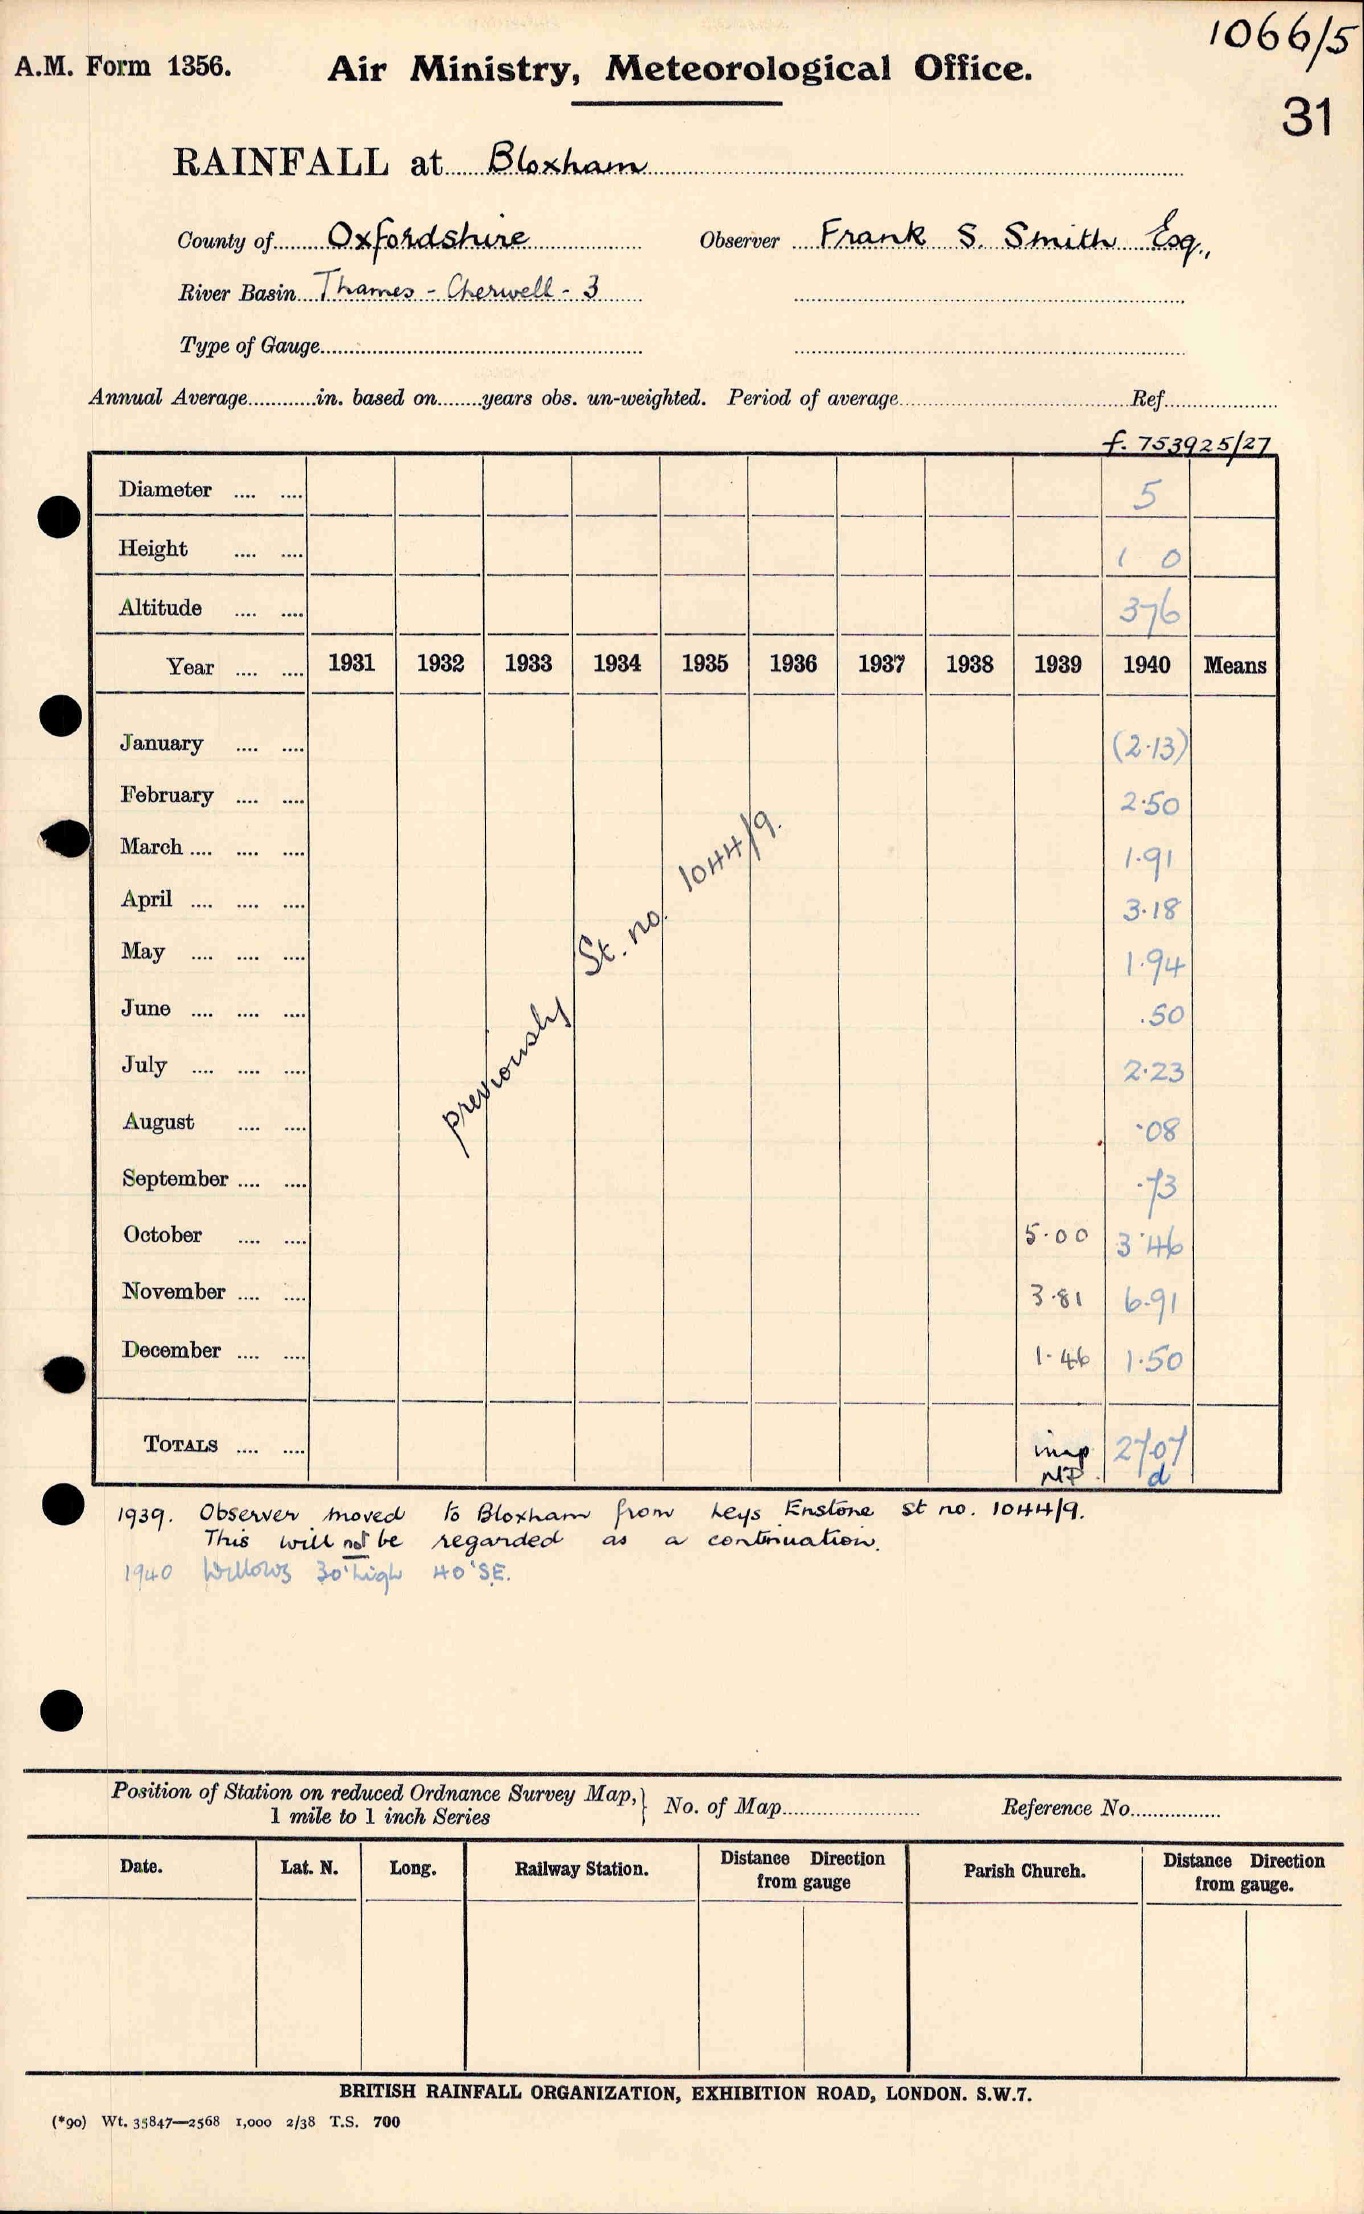 1066/5
A.M. Form 1356. Air Ministry, Meteorological Office.
31
RAINFALL at Bloxham
County of Oxfordshire Observer Frank S. Smith Esq.,
River Basin Thames - Cherwell - 3
Type of Gauge
Annual Average in. based on years obs. un-weighted. Period of average Ref
f. 753925/27
Diameter .... .... 5
Height .... .... 1 0
Altitude .... .... 376
Year .... .... 1931 1932 1933 1934 1935 1936 1937 1938 1939 1940 Means
January .... .... (2.13)
February .... .... 2.50
March .... .... .... 1.91
April .... .... .... 3.18
May .... .... .... 1.94
June .... .... .... .50
July .... .... .... 2.23
August .... .... .08
September .... .... .73
October .... .... 5.00 3.46
November .... .... 3.81 6.91
December .... .... 1.46 1.50
previously St. no. 1044/9.
TOTALS .... .... imp 27.07
NP. d
1939. Observer moved to Bloxham from Leys Enstone st no. 1044/9.
This will not be regarded as a continuation.
1940 Willows 30' high 40' SE.
Position of Station on reduced Ordnance Survey Map,
1 mile to 1 inch Series } No. of Map Reference No.
Date. Lat. N. Long. Railway Station. Distance Direction from gauge Parish Church. Distance Direction from gauge.
BRITISH RAINFALL ORGANIZATION, EXHIBITION ROAD, LONDON. S.W.7.
(*90) Wt. 35847—2568 1,000 2/38 T.S. 700